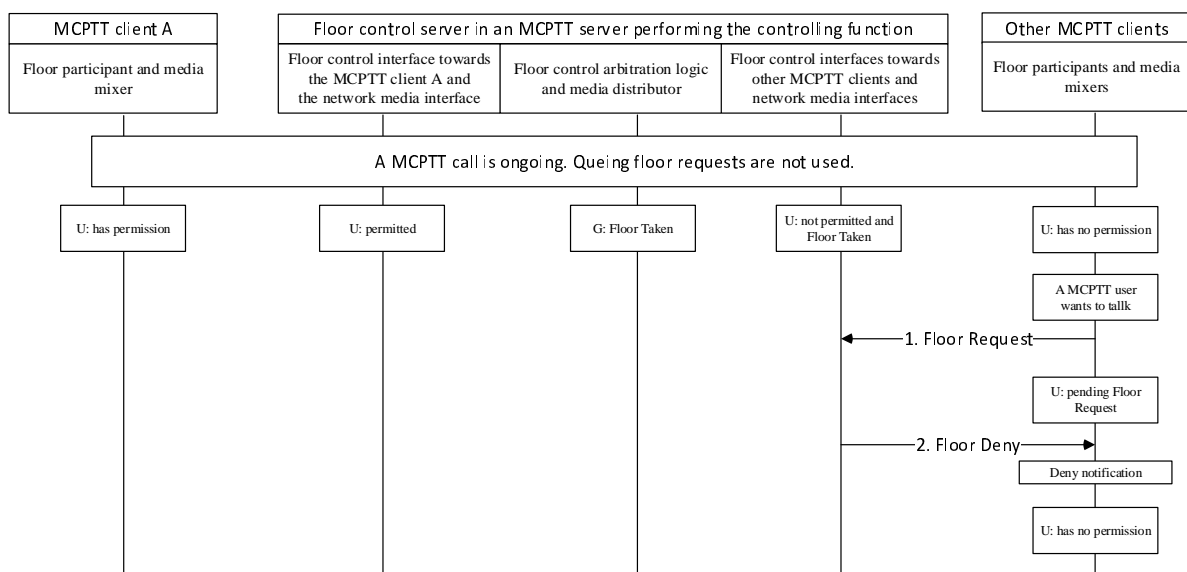 MCPTT client A
Floor participant and media
mixer
Floor control server in an MCPTT server performing the controlling function
Floor control interface towards
the MCPTT client A and
the network media interface
Floor control arbitration logic
and media distributor
Floor control interfaces towards
other MCPTT clients and
network media interfaces
Other MCPTT clients
Floor participants and media
mixers
A MCPTT call is ongoing. Queing floor requests are not used.
U: has permission
U: permitted
G: Floor Taken
U: not permitted and
Floor Taken
U: has no permission
A MCPTT user
wants to tallk
1. Floor Request
U: pending Floor
Request
2. Floor Deny
Deny notification
U: has no permission